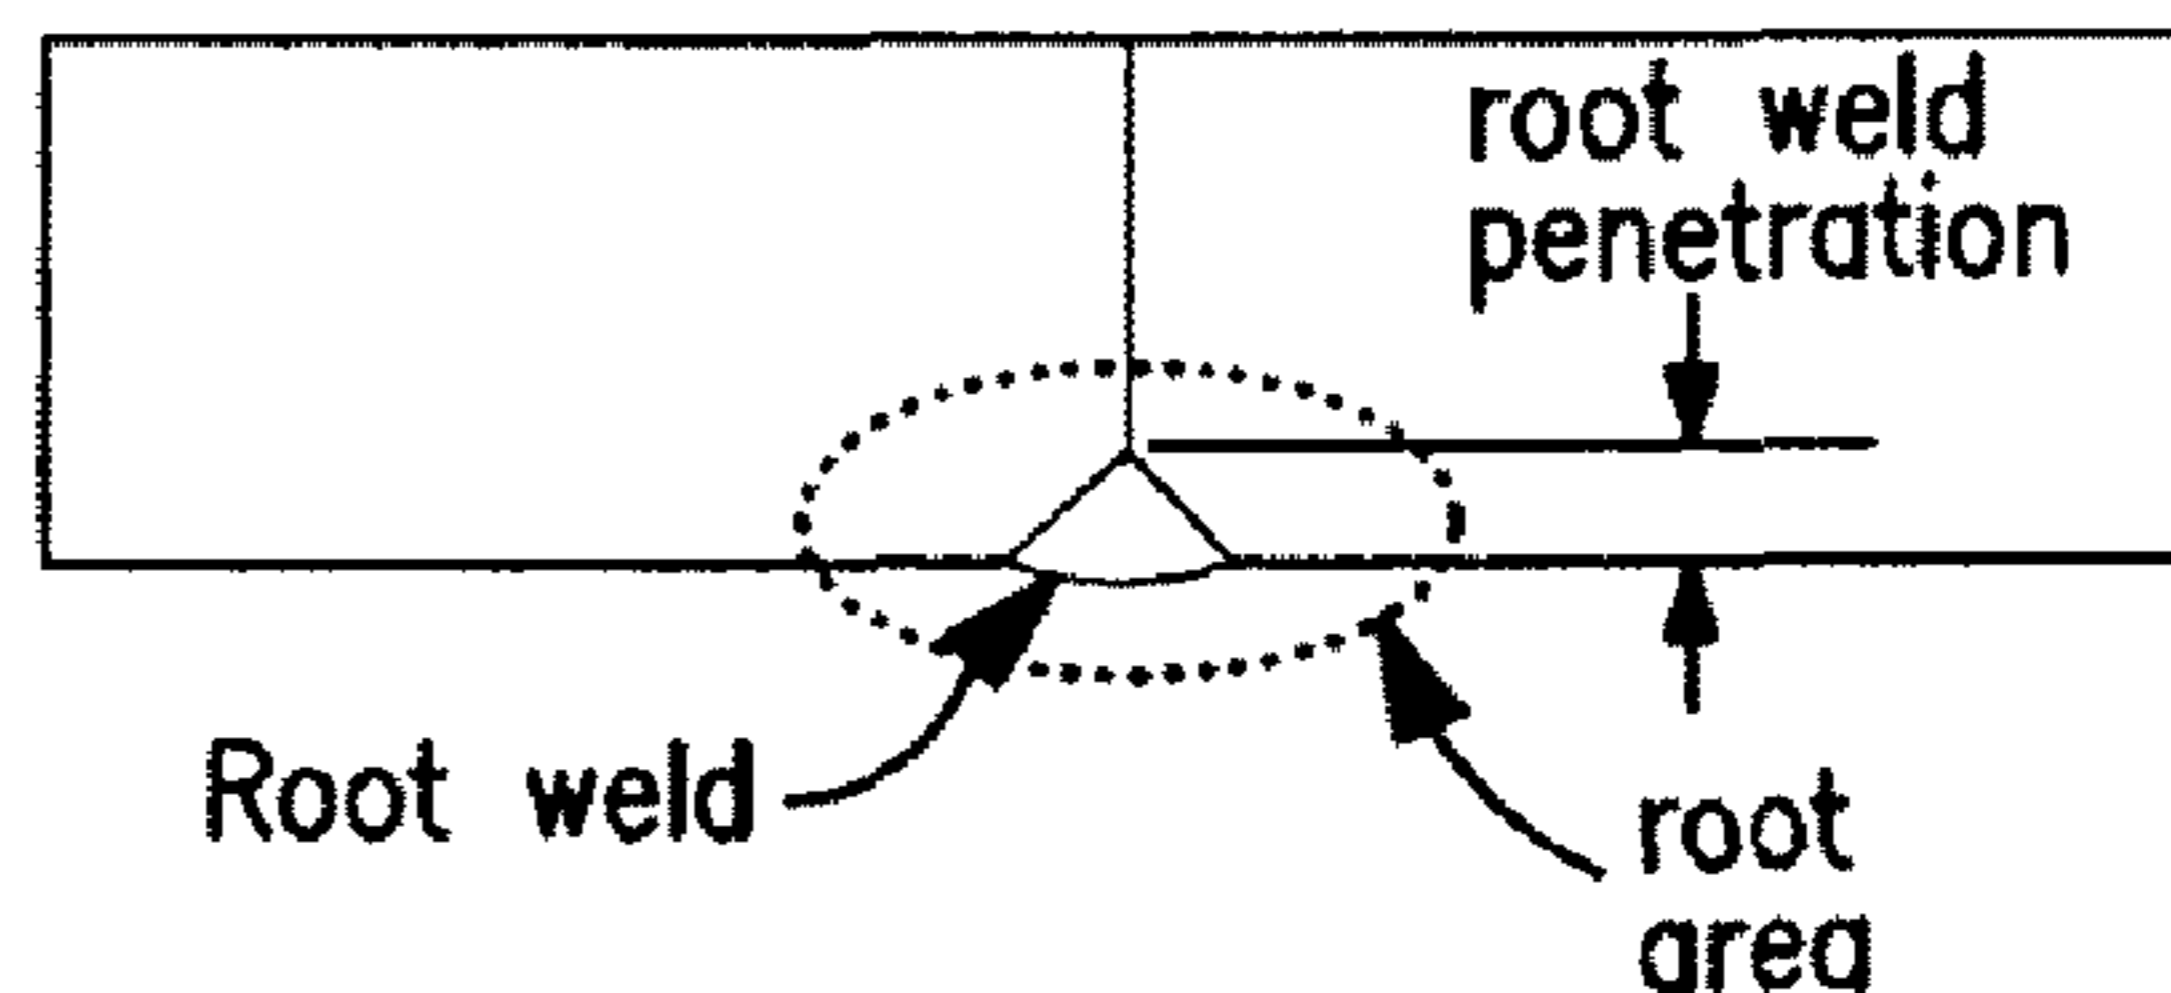 root weld
penetration
Root weld
root
area